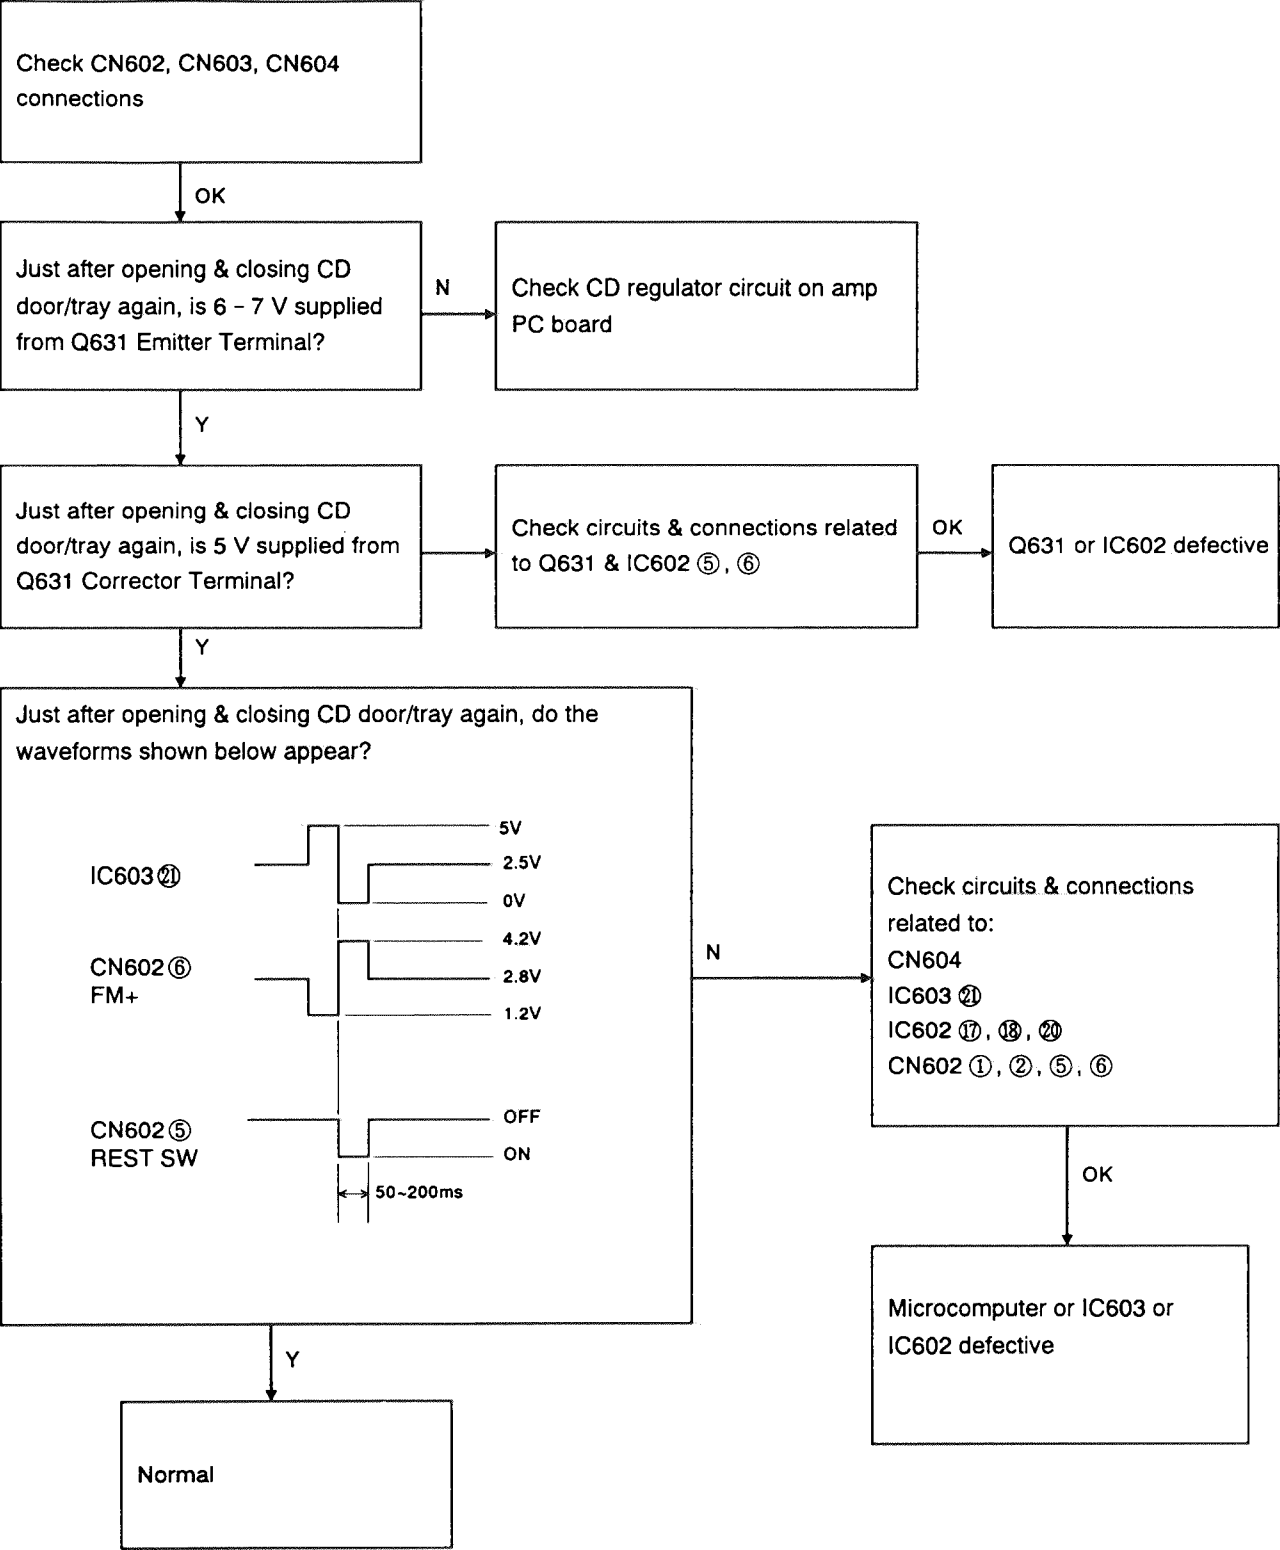 Check CN602, CN603, CN604
connections
OK
Just after opening & closing CD
door/tray again, is 6 – 7 V supplied
from Q631 Emitter Terminal?
N
Check CD regulator circuit on amp
PC board
Y
Just after opening & closing CD
door/tray again, is 5 V supplied from
Q631 Corrector Terminal?
Check circuits & connections related
to Q631 & IC602 ⑤, ⑥
OK
Q631 or IC602 defective
Y
Just after opening & closing CD door/tray again, do the
waveforms shown below appear?
IC603 ㉑
5V
2.5V
0V
CN602 ⑥
FM+
4.2V
2.8V
1.2V
CN602 ⑤
REST SW
OFF
ON
50~200ms
N
Check circuits & connections
related to:
CN604
IC603 ㉑
IC602 ⑰, ⑱, ⑳
CN602 ①, ②, ⑤, ⑥
OK
Microcomputer or IC603 or
IC602 defective
Y
Normal